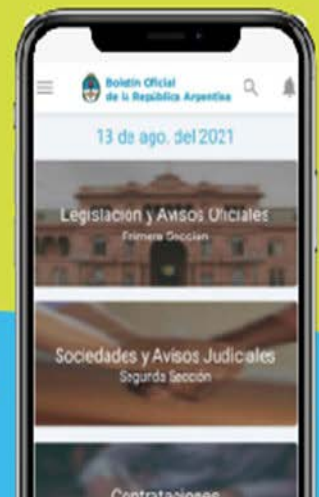 Boletín Oficial
de la República Argentina
13 de ago. del 2021
Legislación y Avisos Oficiales
Primera Sección
Sociedades y Avisos Judiciales
Segunda Sección
Contrataciones